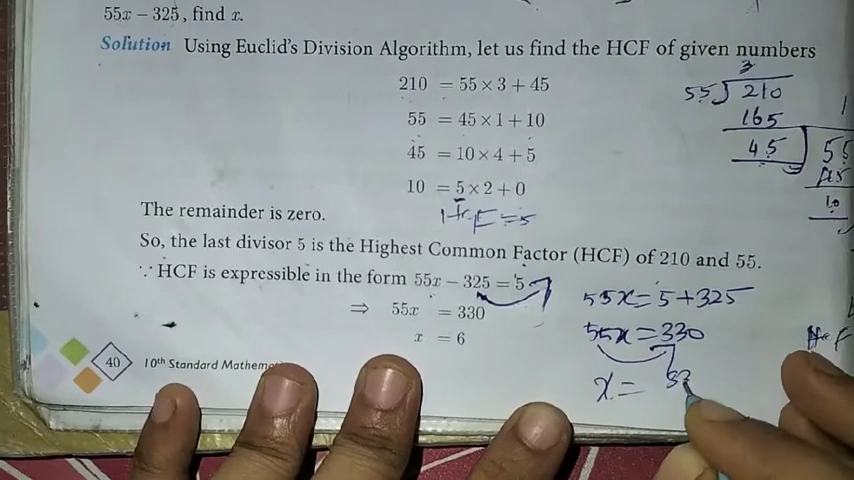 55x − 325, find x.
Solution Using Euclid's Division Algorithm, let us find the HCF of given numbers
210 = 55 × 3 + 45
55 = 45 × 1 + 10
45 = 10 × 4 + 5
10 = 5 × 2 + 0
3
55 210
165
45
1
55
10
The remainder is zero.
HCF = 5
So, the last divisor 5 is the Highest Common Factor (HCF) of 210 and 55.
∵ HCF is expressible in the form 55x − 325 = 5
⇒ 55x = 330
x = 6
55x = 5 + 325
55x = 330
x = 33
40 10th Standard Mathema